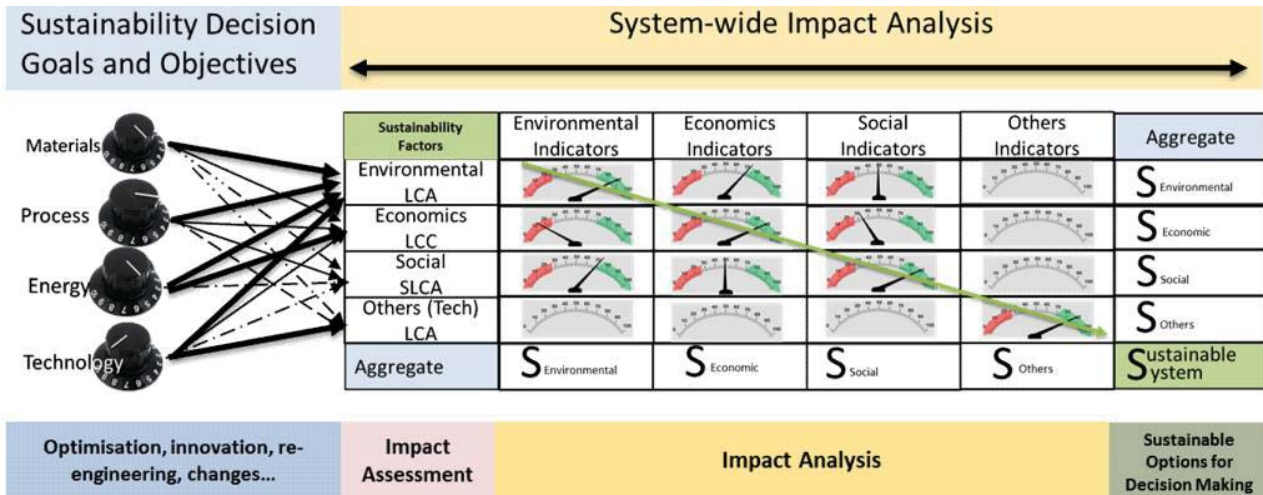 Sustainability Decision
Goals and Objectives
System-wide Impact Analysis
Materials
Process
Energy
Technology
Sustainability
Factors
Environmental
Indicators
Economics
Indicators
Social
Indicators
Others
Indicators
Aggregate
Environmental
LCA
S Environmental
Economics
LCC
S Economic
Social
SLCA
S Social
Others (Tech)
LCA
S Others
Aggregate
S Environmental
S Economic
S Social
S Others
Sustainable
System
Optimisation, innovation, re-
engineering, changes...
Impact
Assessment
Impact Analysis
Sustainable
Options for
Decision Making